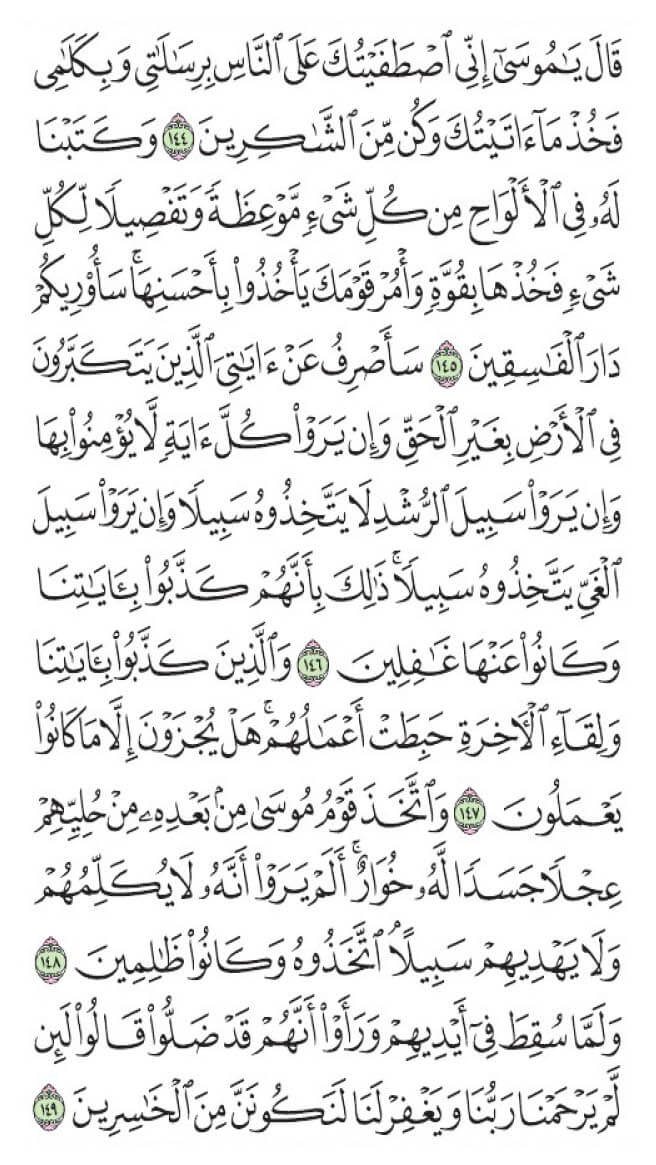 قَالَ يَٰمُوسَىٰٓ إِنِّي ٱصۡطَفَيۡتُكَ عَلَى ٱلنَّاسِ بِرِسَٰلَٰتِي وَبِكَلَٰمِي
فَخُذۡ مَآ ءَاتَيۡتُكَ وَكُن مِّنَ ٱلشَّٰكِرِينَ ١٤٤ وَكَتَبۡنَا
لَهُۥ فِي ٱلۡأَلۡوَاحِ مِن كُلِّ شَيۡءٖ مَّوۡعِظَةٗ وَتَفۡصِيلٗا لِّكُلِّ
شَيۡءٖ فَخُذۡهَا بِقُوَّةٖ وَأۡمُرۡ قَوۡمَكَ يَأۡخُذُواْ بِأَحۡسَنِهَاۚ سَأُوْرِيكُمۡ
دَارَ ٱلۡفَٰسِقِينَ ١٤٥ سَأَصۡرِفُ عَنۡ ءَايَٰتِيَ ٱلَّذِينَ يَتَكَبَّرُونَ
فِي ٱلۡأَرۡضِ بِغَيۡرِ ٱلۡحَقِّ وَإِن يَرَوۡاْ كُلَّ ءَايَةٖ لَّا يُؤۡمِنُواْ بِهَا
وَإِن يَرَوۡاْ سَبِيلَ ٱلرُّشۡدِ لَا يَتَّخِذُوهُ سَبِيلٗا وَإِن يَرَوۡاْ سَبِيلَ
ٱلۡغَيِّ يَتَّخِذُوهُ سَبِيلٗاۚ ذَٰلِكَ بِأَنَّهُمۡ كَذَّبُواْ بِـَٔايَٰتِنَا
وَكَانُواْ عَنۡهَا غَٰفِلِينَ ١٤٦ وَٱلَّذِينَ كَذَّبُواْ بِـَٔايَٰتِنَا
وَلِقَآءِ ٱلۡأٓخِرَةِ حَبِطَتۡ أَعۡمَٰلُهُمۡۚ هَلۡ يُجۡزَوۡنَ إِلَّا مَا كَانُواْ
يَعۡمَلُونَ ١٤٧ وَٱتَّخَذَ قَوۡمُ مُوسَىٰ مِنۢ بَعۡدِهِۦ مِنۡ حُلِيِّهِمۡ
عِجۡلٗا جَسَدٗا لَّهُۥ خُوَارٌۚ أَلَمۡ يَرَوۡاْ أَنَّهُۥ لَا يُكَلِّمُهُمۡ
وَلَا يَهۡدِيهِمۡ سَبِيلًاۘ ٱتَّخَذُوهُ وَكَانُواْ ظَٰلِمِينَ ١٤٨
وَلَمَّا سُقِطَ فِيٓ أَيۡدِيهِمۡ وَرَأَوۡاْ أَنَّهُمۡ قَدۡ ضَلُّواْ قَالُواْ لَئِن
لَّمۡ يَرۡحَمۡنَا رَبُّنَا وَيَغۡفِرۡ لَنَا لَنَكُونَنَّ مِنَ ٱلۡخَٰسِرِينَ ١٤٩